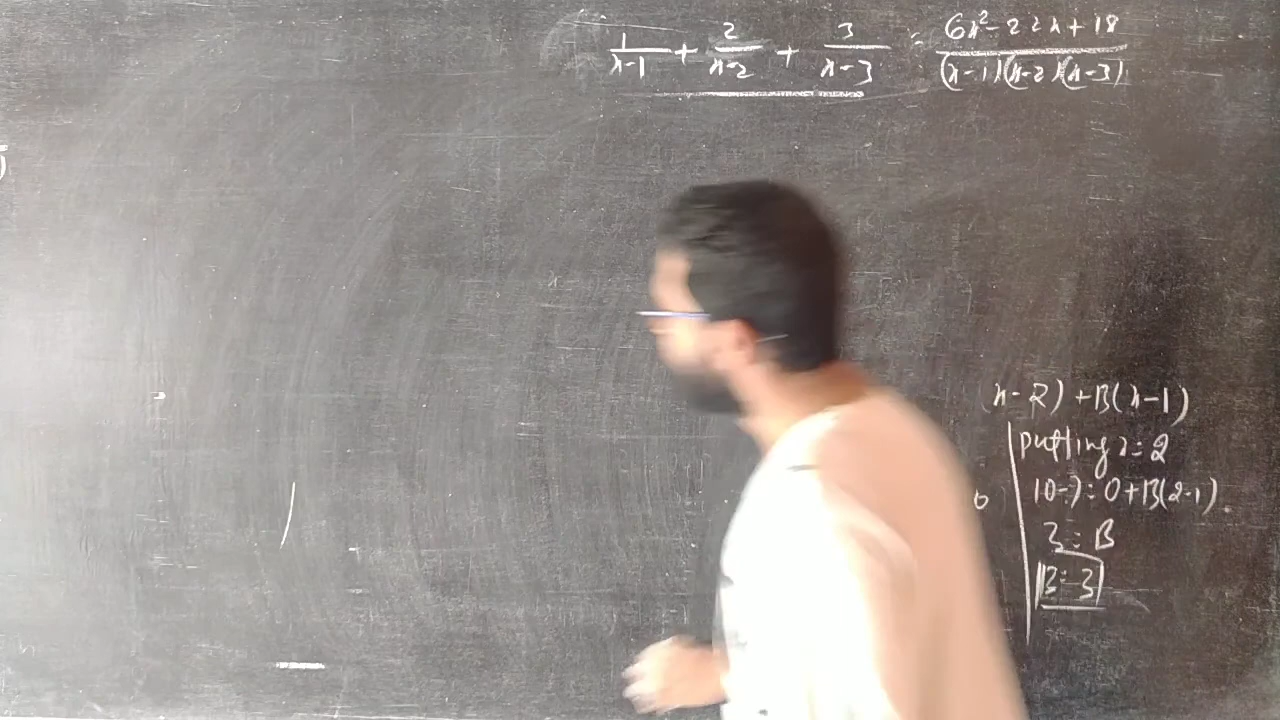 1/(x-1) + 2/(x-2) + 3/(x-3) = (6x² - 22x + 18)/((x-1)(x-2)(x-3))
(x-2) + B(x-1)
putting x = 2
10-7 = 0 + B(2-1).
3 = B
B = 3